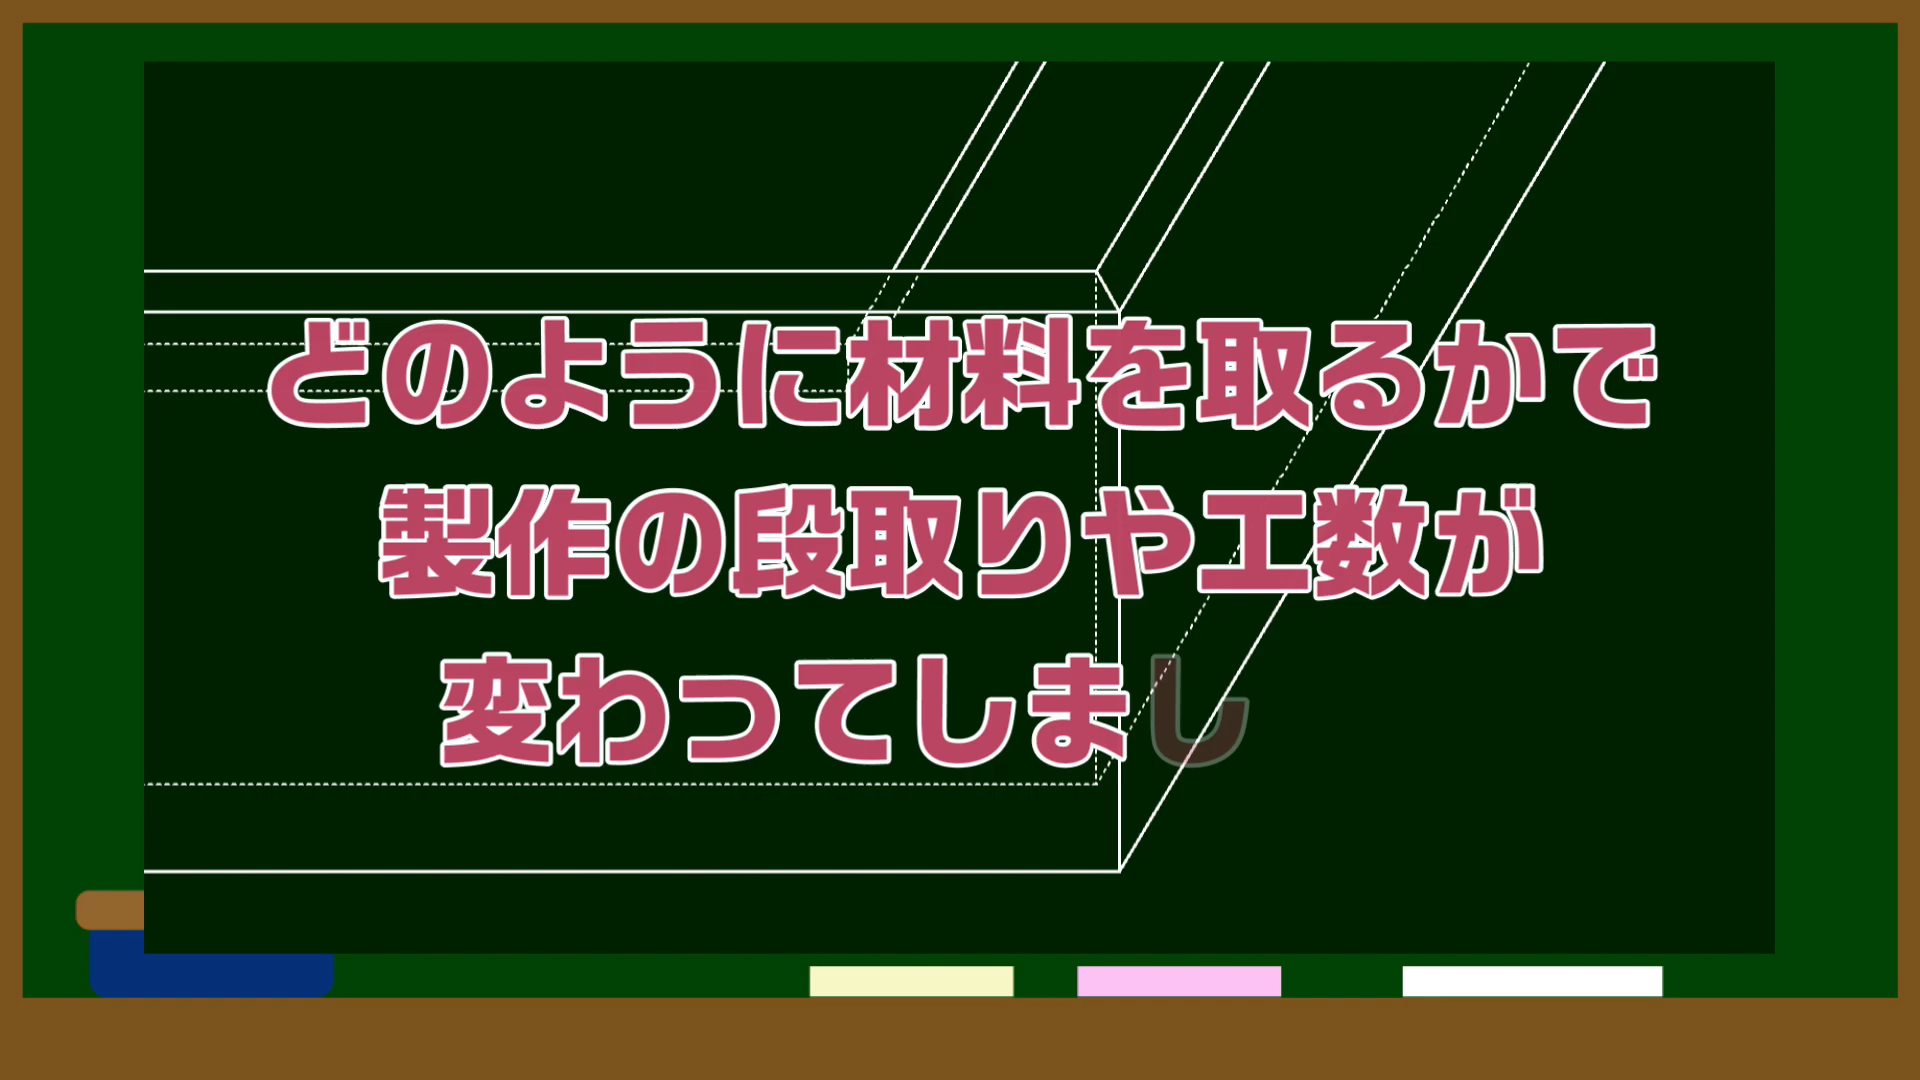 どのように材料を取るかで
製作の段取りや工数が
変わってしまし